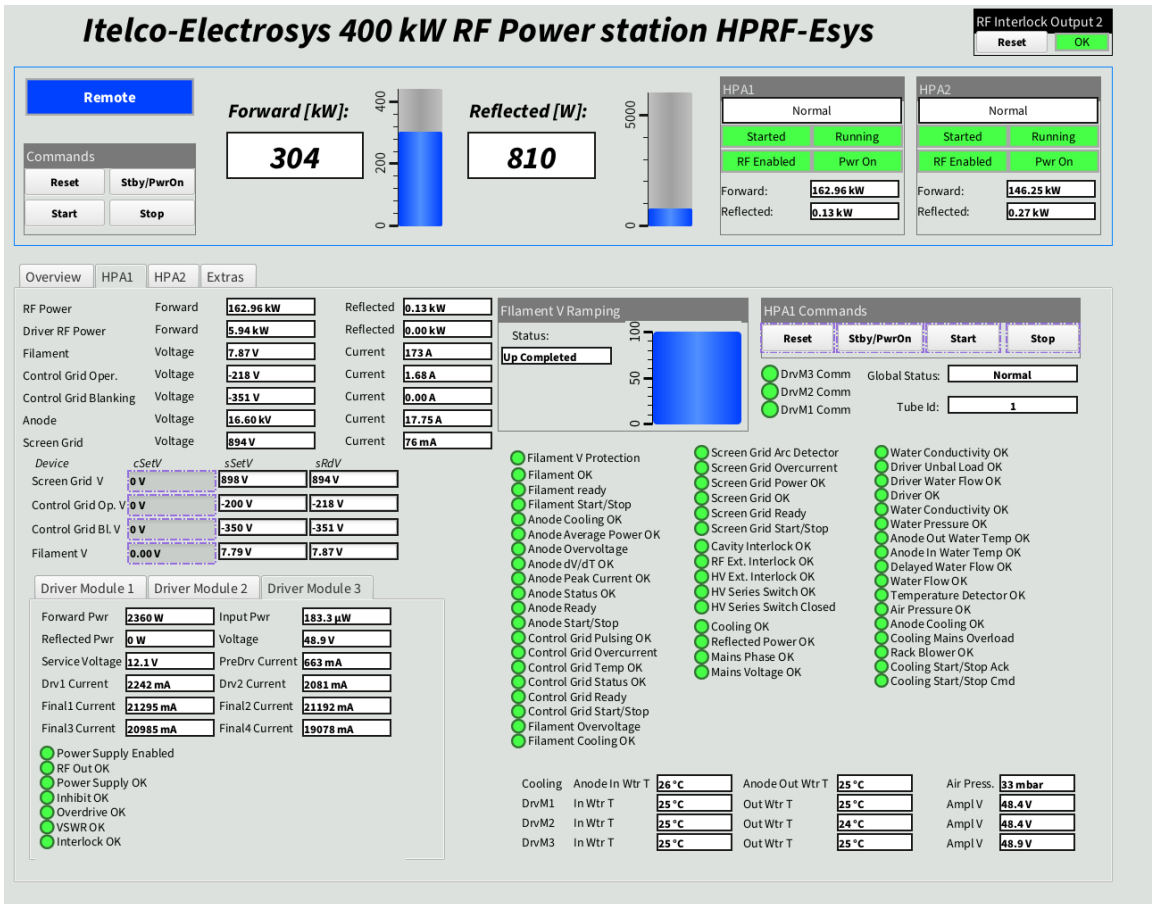 Itelco-Electrosys 400 kW RF Power station HPRF-Esys
RF Interlock Output 2
Reset OK
Remote
Commands
Reset Stby/PwrOn
Start Stop
Forward [kW]:
304
400
200
0
Reflected [W]:
810
5000
0
HPA1
Normal
Started Running
RF Enabled Pwr On
Forward: 162.96 kW
Reflected: 0.13 kW
HPA2
Normal
Started Running
RF Enabled Pwr On
Forward: 146.25 kW
Reflected: 0.27 kW
Overview HPA1 HPA2 Extras
RF Power Forward 162.96 kW Reflected 0.13 kW
Driver RF Power Forward 5.94 kW Reflected 0.00 kW
Filament Voltage 7.87 V Current 173 A
Control Grid Oper. Voltage -218 V Current 1.68 A
Control Grid Blanking Voltage -351 V Current 0.00 A
Anode Voltage 16.60 kV Current 17.75 A
Screen Grid Voltage 894 V Current 76 mA
Device cSetV sSetV sRdV
Screen Grid V 0 V 898 V 894 V
Control Grid Op. V 0 V -200 V -218 V
Control Grid Bl. V 0 V -350 V -351 V
Filament V 0.00 V 7.79 V 7.87 V
Driver Module 1 Driver Module 2 Driver Module 3
Forward Pwr 2360 W Input Pwr 183.3 µW
Reflected Pwr 0 W Voltage 48.9 V
Service Voltage 12.1 V PreDrv Current 663 mA
Drv1 Current 2242 mA Drv2 Current 2081 mA
Final1 Current 21295 mA Final2 Current 21192 mA
Final3 Current 20985 mA Final4 Current 19078 mA
Power Supply Enabled
RF Out OK
Power Supply OK
Inhibit OK
Overdrive OK
VSWR OK
Interlock OK
FIlament V Ramping
Status:
Up Completed
100
50
0
HPA1 Commands
Reset Stby/PwrOn Start Stop
DrvM3 Comm
DrvM2 Comm
DrvM1 Comm
Global Status: Normal
Tube Id: 1
Filament V Protection
Filament OK
Filament ready
Filament Start/Stop
Anode Cooling OK
Anode Average Power OK
Anode Overvoltage
Anode dV/dT OK
Anode Peak Current OK
Anode Status OK
Anode Ready
Anode Start/Stop
Control Grid Pulsing OK
Control Grid Overcurrent
Control Grid Temp OK
Control Grid Status OK
Control Grid Ready
Control Grid Start/Stop
Filament Overvoltage
Filament Cooling OK
Screen Grid Arc Detector
Screen Grid Overcurrent
Screen Grid Power OK
Screen Grid OK
Screen Grid Ready
Screen Grid Start/Stop
Cavity Interlock OK
RF Ext. Interlock OK
HV Ext. Interlock OK
HV Series Switch OK
HV Series Switch Closed
Cooling OK
Reflected Power OK
Mains Phase OK
Mains Voltage OK
Water Conductivity OK
Driver Unbal Load OK
Driver Water Flow OK
Driver OK
Water Conductivity OK
Water Pressure OK
Anode Out Water Temp OK
Anode In Water Temp OK
Delayed Water Flow OK
Water Flow OK
Temperature Detector OK
Air Pressure OK
Anode Cooling OK
Cooling Mains Overload
Rack Blower OK
Cooling Start/Stop Ack
Cooling Start/Stop Cmd
Cooling Anode In Wtr T 26 °C Anode Out Wtr T 25 °C Air Press. 33 mbar
DrvM1 In Wtr T 25 °C Out Wtr T 25 °C Ampl V 48.4 V
DrvM2 In Wtr T 25 °C Out Wtr T 24 °C Ampl V 48.4 V
DrvM3 In Wtr T 25 °C Out Wtr T 25 °C Ampl V 48.9 V